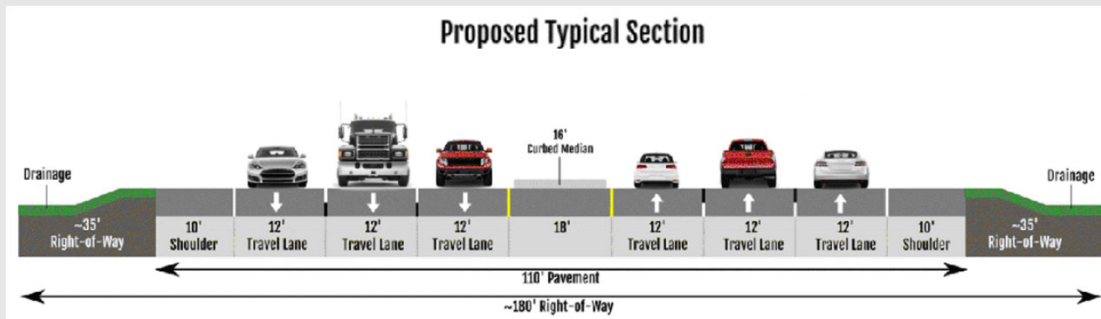 Proposed Typical Section
16'
Curbed Median
Drainage
Drainage
~35'
Right-of-Way
10'
Shoulder
12'
Travel Lane
12'
Travel Lane
12'
Travel Lane
18'
12'
Travel Lane
12'
Travel Lane
12'
Travel Lane
10'
Shoulder
~35'
Right-of-Way
110' Pavement
~180' Right-of-Way